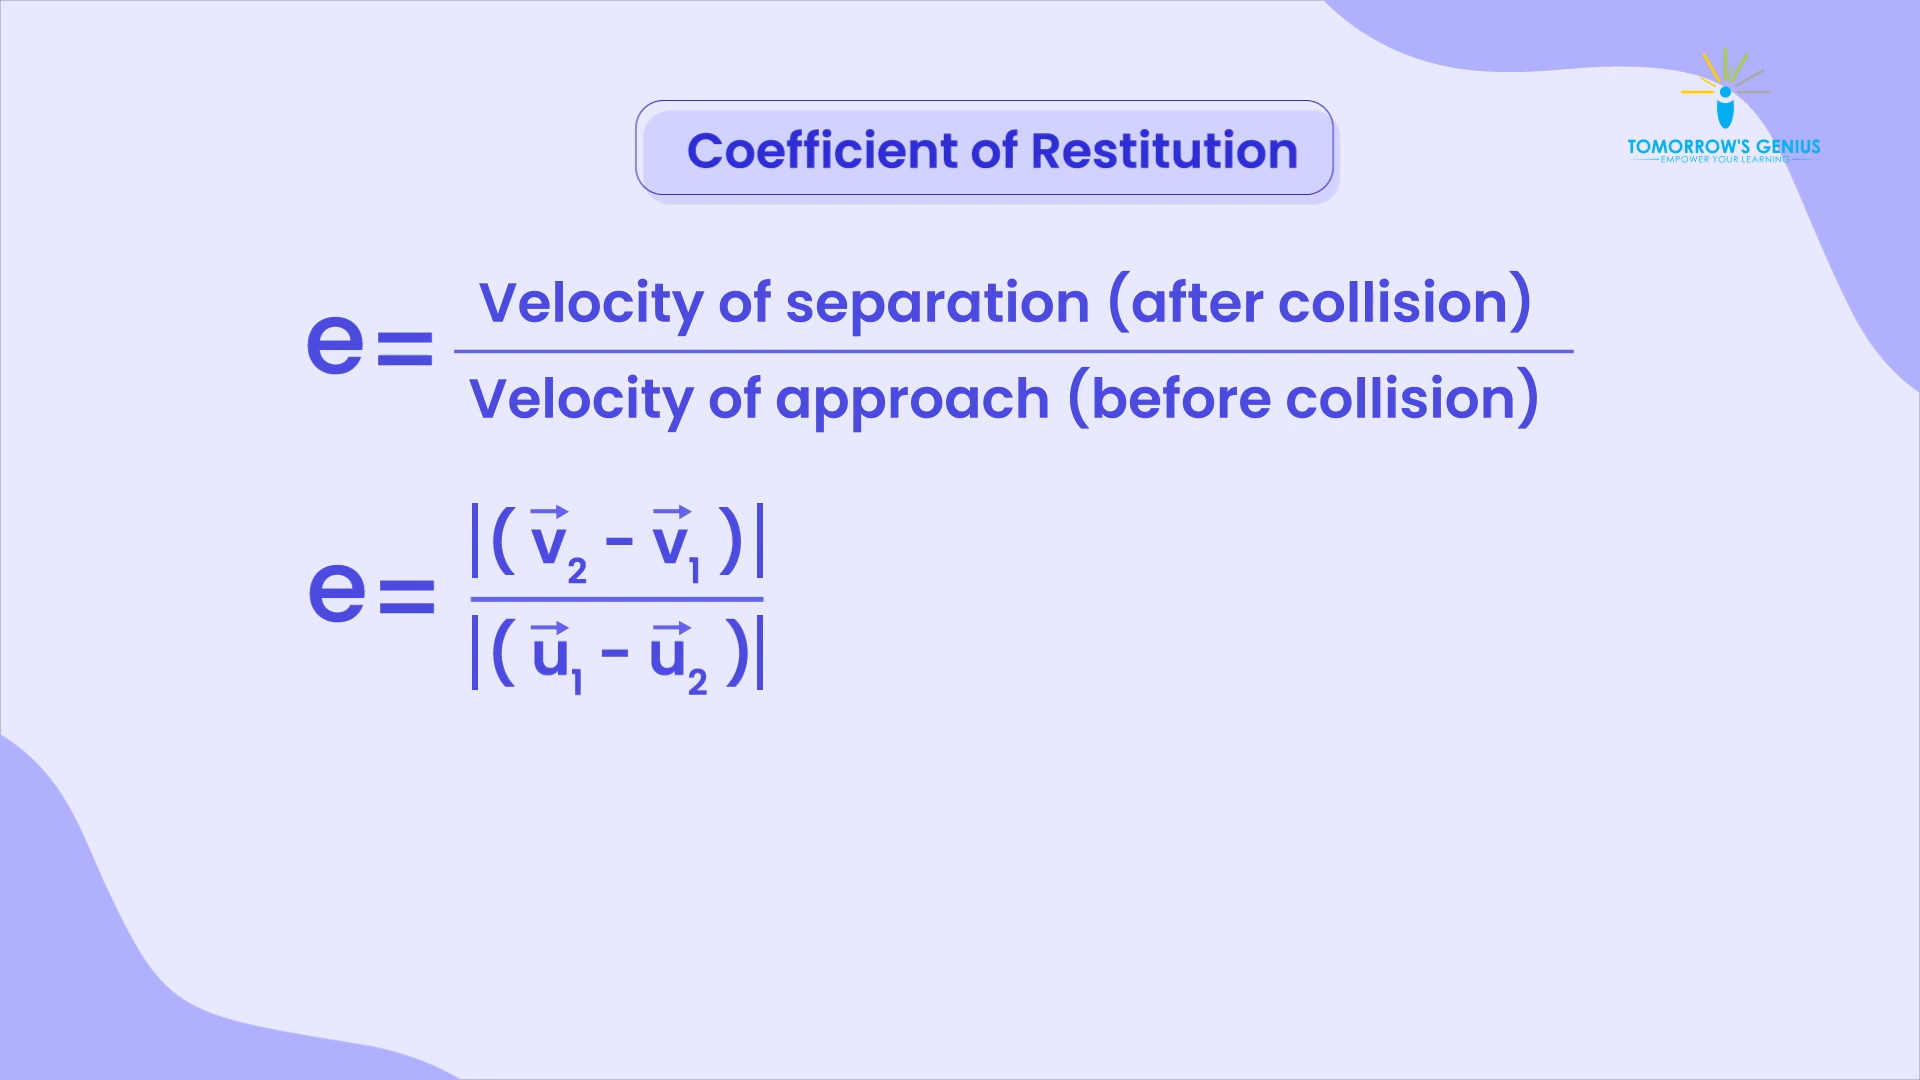 TOMORROW'S GENIUS
EMPOWER YOUR LEARNING
Coefficient of Restitution
e = Velocity of separation (after collision)
Velocity of approach (before collision)
e = |( v⃗₂ - v⃗₁ )|
|( u⃗₁ - u⃗₂ )|